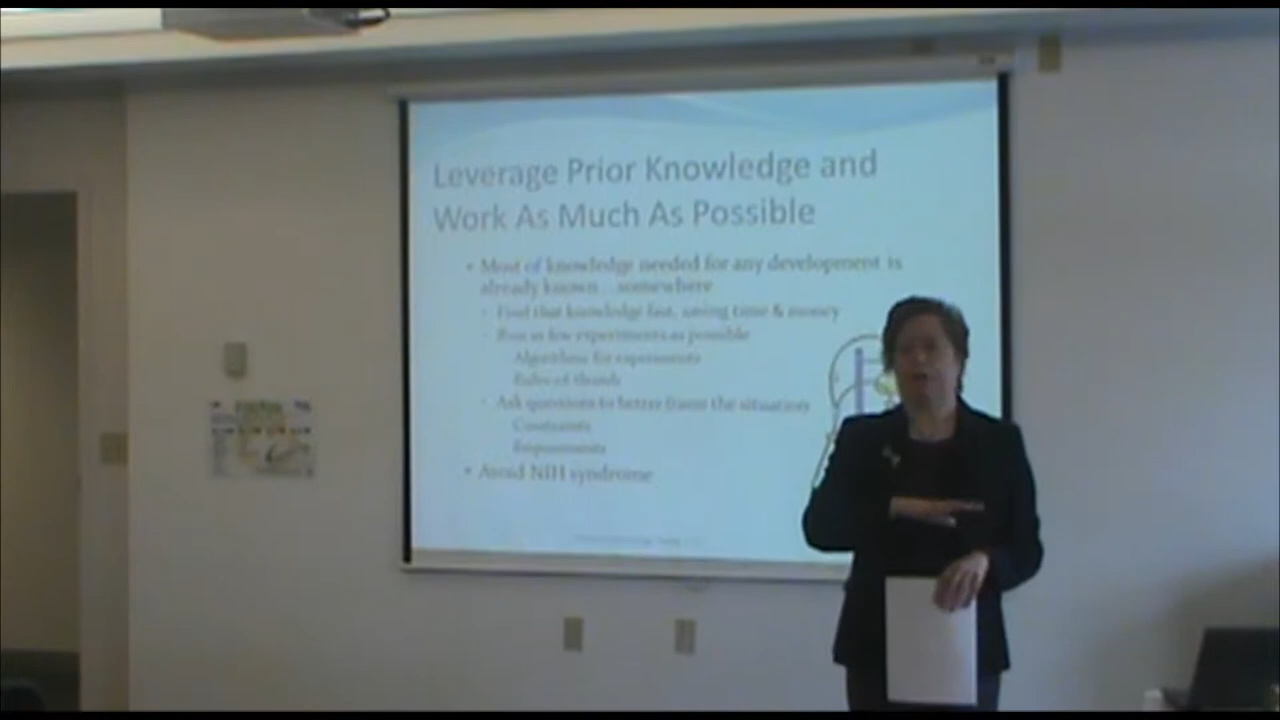 Leverage Prior Knowledge and
Work As Much As Possible
• Most of knowledge needed for any development is
already known... somewhere
- Find that knowledge fast, saving time & money
- Run as few experiments as possible
Algorithms for experiments
Rules of thumb
- Ask questions to better frame the situation
Constraints
Requirements
• Avoid NIH syndrome